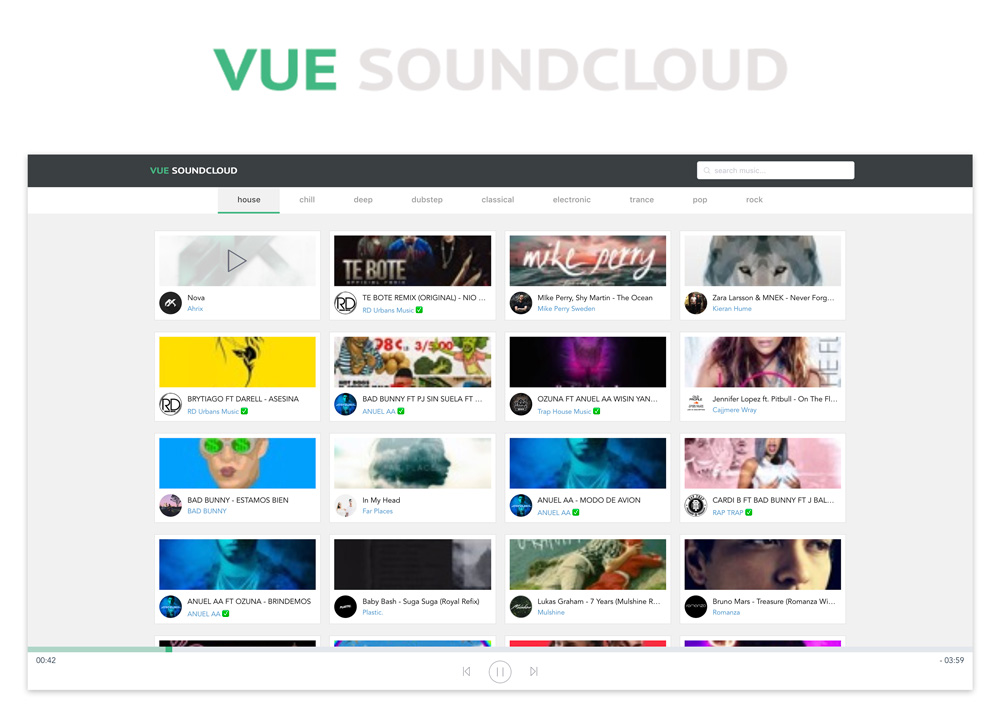 VUE SOUNDCLOUD
VUE SOUNDCLOUD
search music...
house chill deep dubstep classical electronic trance pop rock
TE BOTE
mike perry
Nova
Ahrix
TE BOTE REMIX (ORIGINAL) - NIO ...
RD Urbans Music ✅
Mike Perry, Shy Martin - The Ocean
Mike Perry Sweden
Zara Larsson & MNEK - Never Forg...
Kieran Hume
BRYTIAGO FT DARELL - ASESINA
RD Urbans Music ✅
BAD BUNNY FT PJ SIN SUELA FT ...
ANUEL AA ✅
OZUNA FT ANUEL AA WISIN YAN...
Trap House Music ✅
Jennifer Lopez ft. Pitbull - On The Fl...
Cajjmere Wray
BAD BUNNY - ESTAMOS BIEN
BAD BUNNY
In My Head
Far Places
ANUEL AA - MODO DE AVION
ANUEL AA ✅
CARDI B FT BAD BUNNY FT J BAL...
RAP TRAP ✅
ANUEL AA FT OZUNA - BRINDEMOS
ANUEL AA ✅
Baby Bash - Suga Suga (Royal Refix)
Plastic.
Lukas Graham - 7 Years (Mulshine R...
Mulshine
Bruno Mars - Treasure (Romanza Wi...
Romanza
00:42
- 03:59